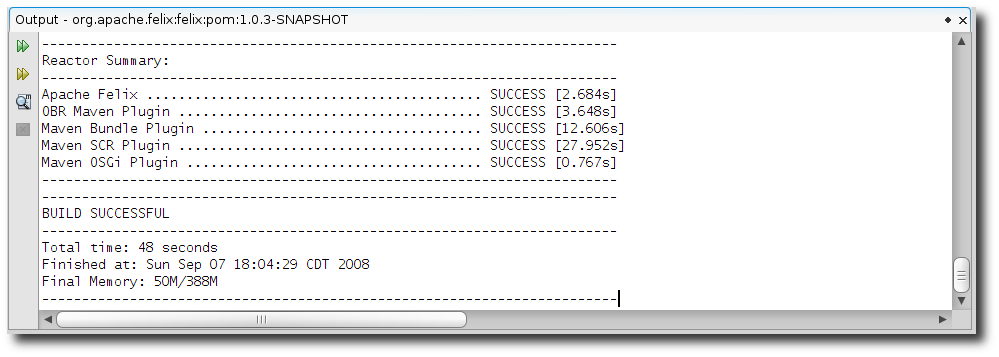 Output - org.apache.felix:felix:pom:1.0.3-SNAPSHOT
------------------------------------------------------------------------
Reactor Summary:
------------------------------------------------------------------------
Apache Felix .......................................... SUCCESS [2.684s]
OBR Maven Plugin ...................................... SUCCESS [3.648s]
Maven Bundle Plugin ................................... SUCCESS [12.606s]
Maven SCR Plugin ...................................... SUCCESS [27.952s]
Maven OSGi Plugin ..................................... SUCCESS [0.767s]
------------------------------------------------------------------------
------------------------------------------------------------------------
BUILD SUCCESSFUL
------------------------------------------------------------------------
Total time: 48 seconds
Finished at: Sun Sep 07 18:04:29 CDT 2008
Final Memory: 50M/388M
------------------------------------------------------------------------